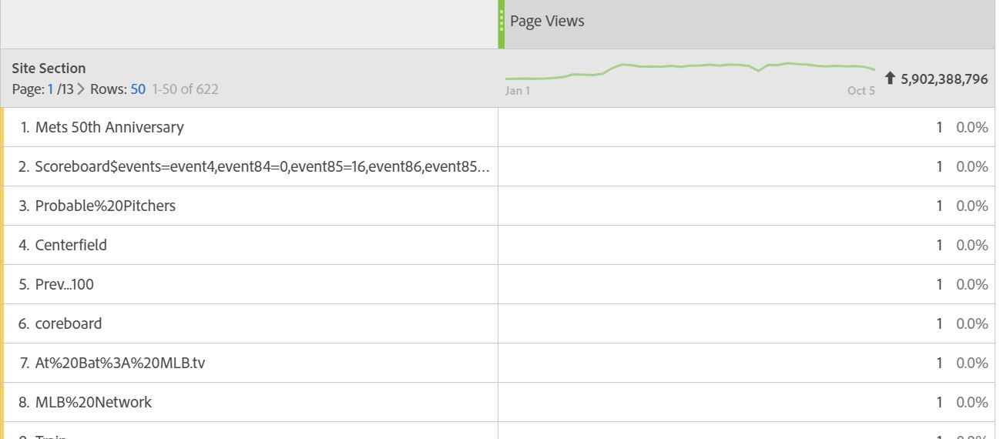 Page Views
Site Section
Page: 1 /13 > Rows: 50 1-50 of 622
Jan 1 Oct 5 5,902,388,796
1. Mets 50th Anniversary 1 0.0%
2. Scoreboard$events=event4,event84=0,event85=16,event86,event85... 1 0.0%
3. Probable%20Pitchers 1 0.0%
4. Centerfield 1 0.0%
5. Prev...100 1 0.0%
6. coreboard 1 0.0%
7. At%20Bat%3A%20MLB.tv 1 0.0%
8. MLB%20Network 1 0.0%